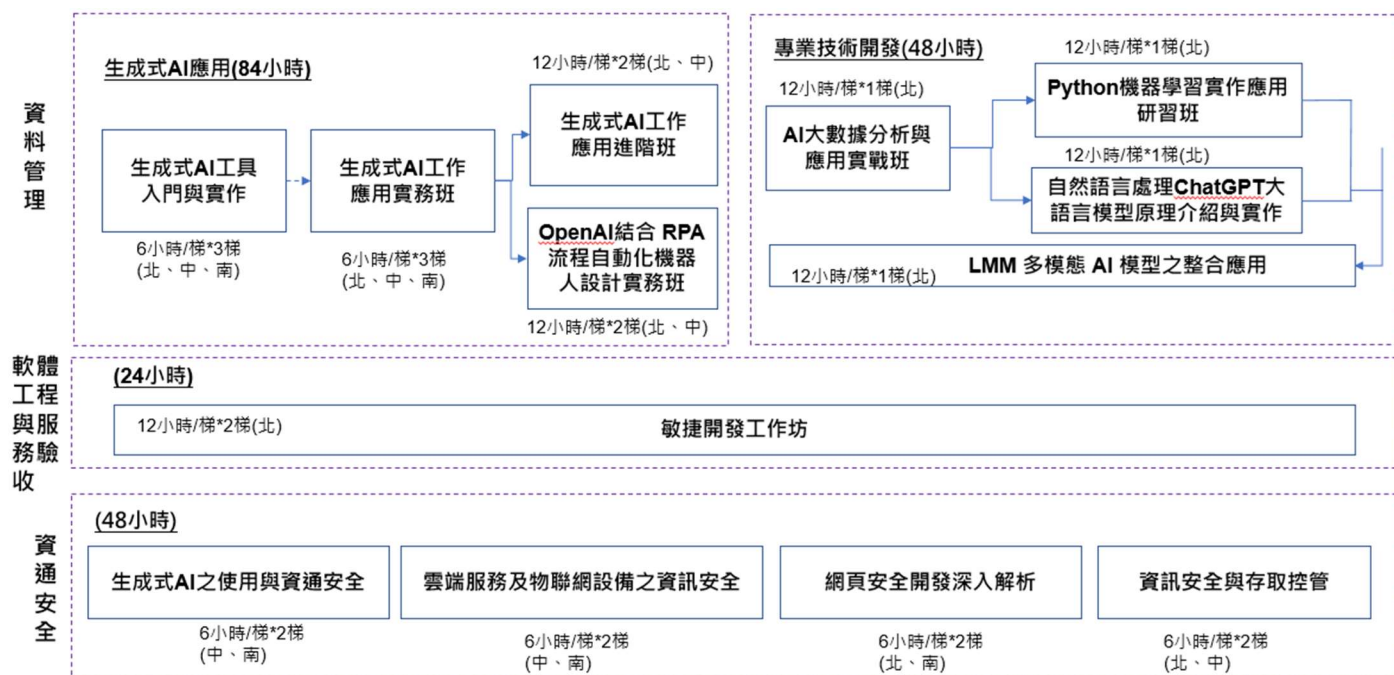 資料管理
生成式AI應用(84小時)
生成式AI工具
入門與實作
6小時/梯*3梯
(北、中、南)
生成式AI工作
應用實務班
6小時/梯*3梯
(北、中、南)
12小時/梯*2梯(北、中)
生成式AI工作
應用進階班
OpenAI結合 RPA
流程自動化機器
人設計實務班
12小時/梯*2梯(北、中)
專業技術開發(48小時)
12小時/梯*1梯(北)
AI大數據分析與
應用實戰班
12小時/梯*1梯(北)
Python機器學習實作應用
研習班
12小時/梯*1梯(北)
自然語言處理ChatGPT大
語言模型原理介紹與實作
12小時/梯*1梯(北)
LMM 多模態 AI 模型之整合應用
軟體工程與服務驗收
(24小時)
12小時/梯*2梯(北)
敏捷開發工作坊
資通安全
(48小時)
生成式AI之使用與資通安全
6小時/梯*2梯
(中、南)
雲端服務及物聯網設備之資訊安全
6小時/梯*2梯
(中、南)
網頁安全開發深入解析
6小時/梯*2梯
(北、南)
資訊安全與存取控管
6小時/梯*2梯
(北、中)